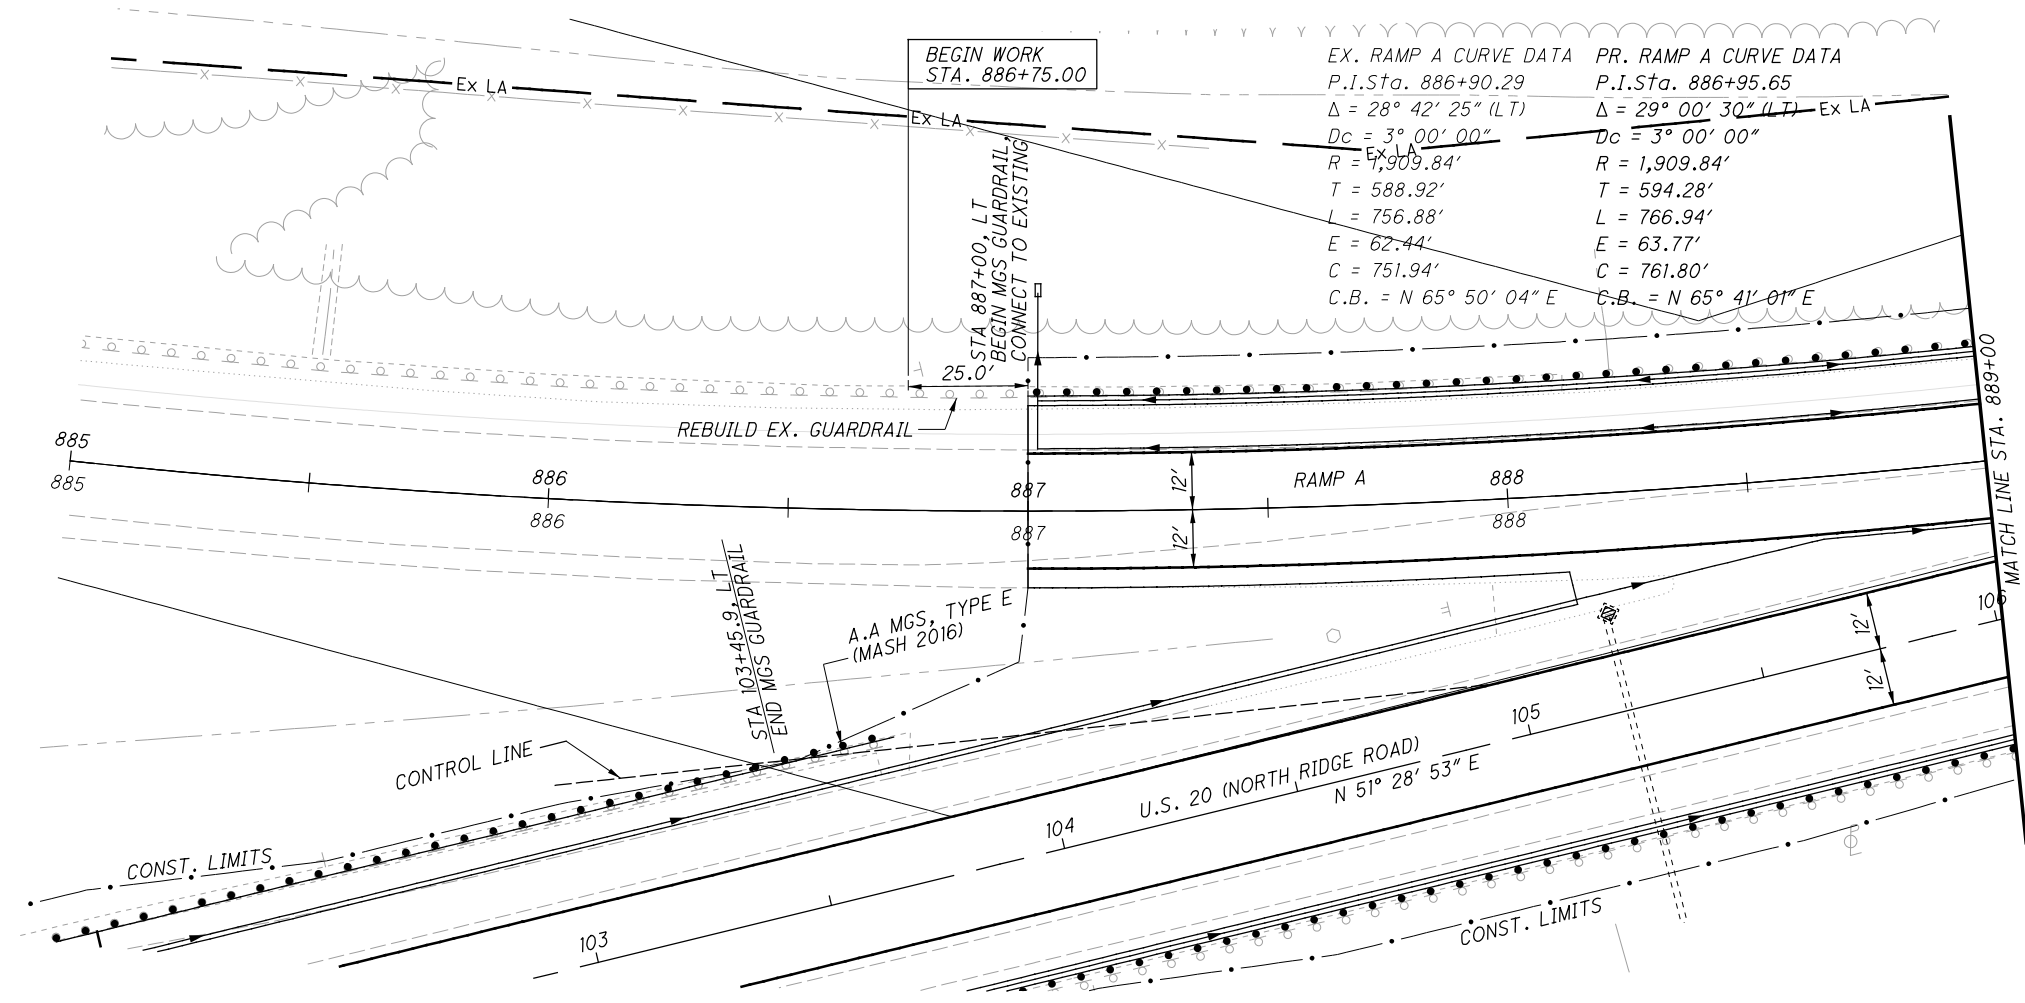 BEGIN WORK
STA. 886+75.00
EX. RAMP A CURVE DATA
P.I.Sta. 886+90.29
Δ = 28° 42' 25" (LT)
Dc = 3° 00' 00"
R = 1,909.84'
T = 588.92'
L = 756.88'
E = 62.44'
C = 751.94'
C.B. = N 65° 50' 04" E
PR. RAMP A CURVE DATA
P.I.Sta. 886+95.65
Δ = 29° 00' 30" (LT)
Dc = 3° 00' 00"
R = 1,909.84'
T = 594.28'
L = 766.94'
E = 63.77'
C = 761.80'
C.B. = N 65° 41' 01" E
Ex LA
Ex LA
Ex LA
Ex LA
STA 887+00, LT
BEGIN MGS GUARDRAIL,
CONNECT TO EXISTING
25.0'
REBUILD EX. GUARDRAIL
885
885
886
886
887
887
888
888
RAMP A
12'
12'
MATCH LINE STA. 889+00
STA 103+45.9, LT
END MGS GUARDRAIL
A.A MGS, TYPE E
(MASH 2016)
CONTROL LINE
CONST. LIMITS
103
104
105
106
U.S. 20 (NORTH RIDGE ROAD)
N 51° 28' 53" E
12'
12'
CONST. LIMITS